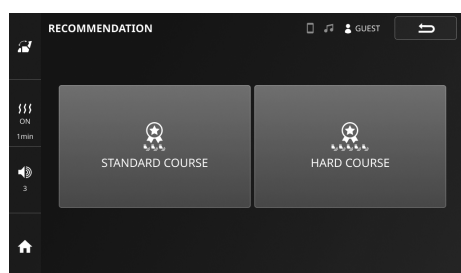 RECOMMENDATION
GUEST
ON
1min
3
STANDARD COURSE
HARD COURSE